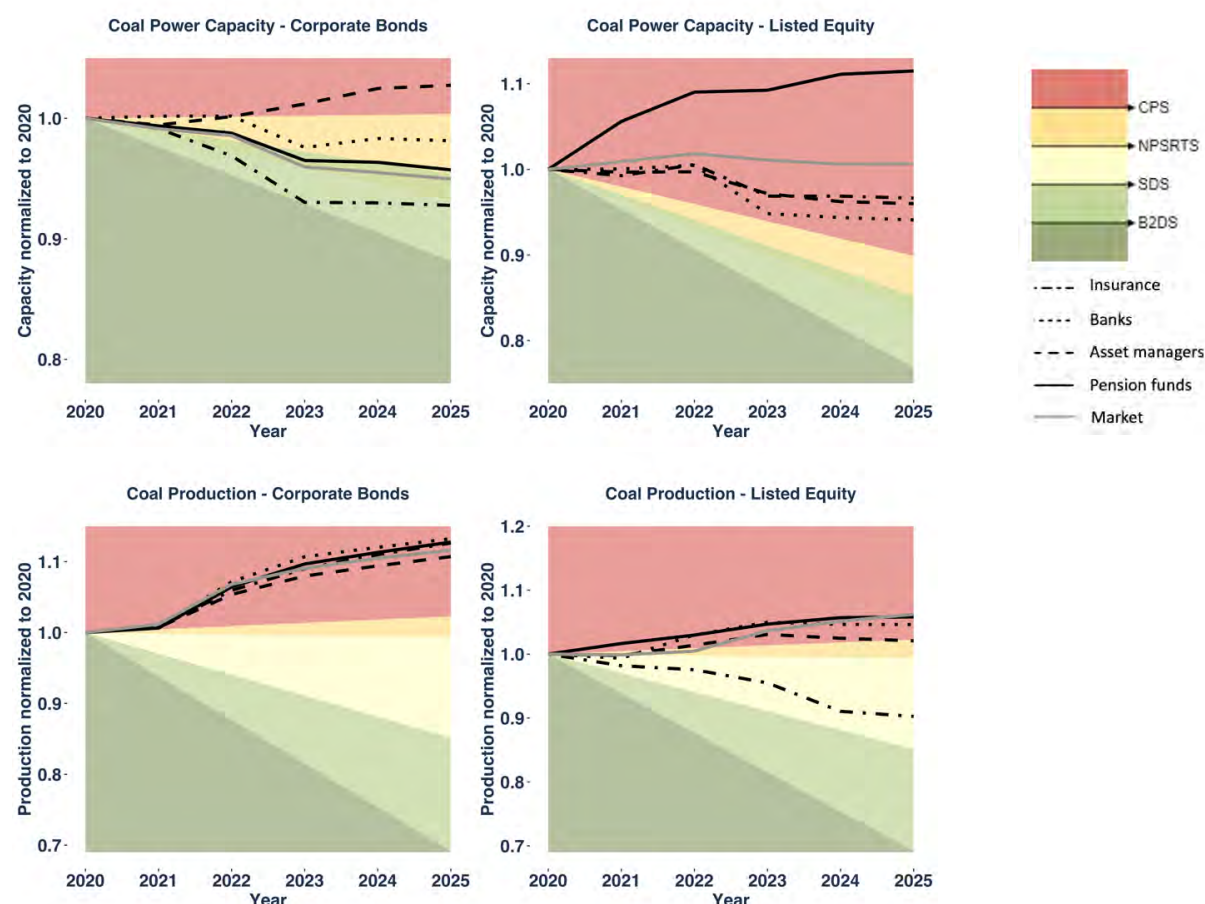 Coal Power Capacity - Corporate Bonds
Capacity normalized to 2020
1.0
0.9
0.8
2020 2021 2022 2023 2024 2025
Year
Coal Power Capacity - Listed Equity
Capacity normalized to 2020
1.1
1.0
0.9
0.8
2020 2021 2022 2023 2024 2025
Year
CPS
NPSRTS
SDS
B2DS
Insurance
Banks
Asset managers
Pension funds
Market
Coal Production - Corporate Bonds
Production normalized to 2020
1.1
1.0
0.9
0.8
0.7
2020 2021 2022 2023 2024 2025
Year
Coal Production - Listed Equity
Production normalized to 2020
1.2
1.1
1.0
0.9
0.8
0.7
2020 2021 2022 2023 2024 2025
Year